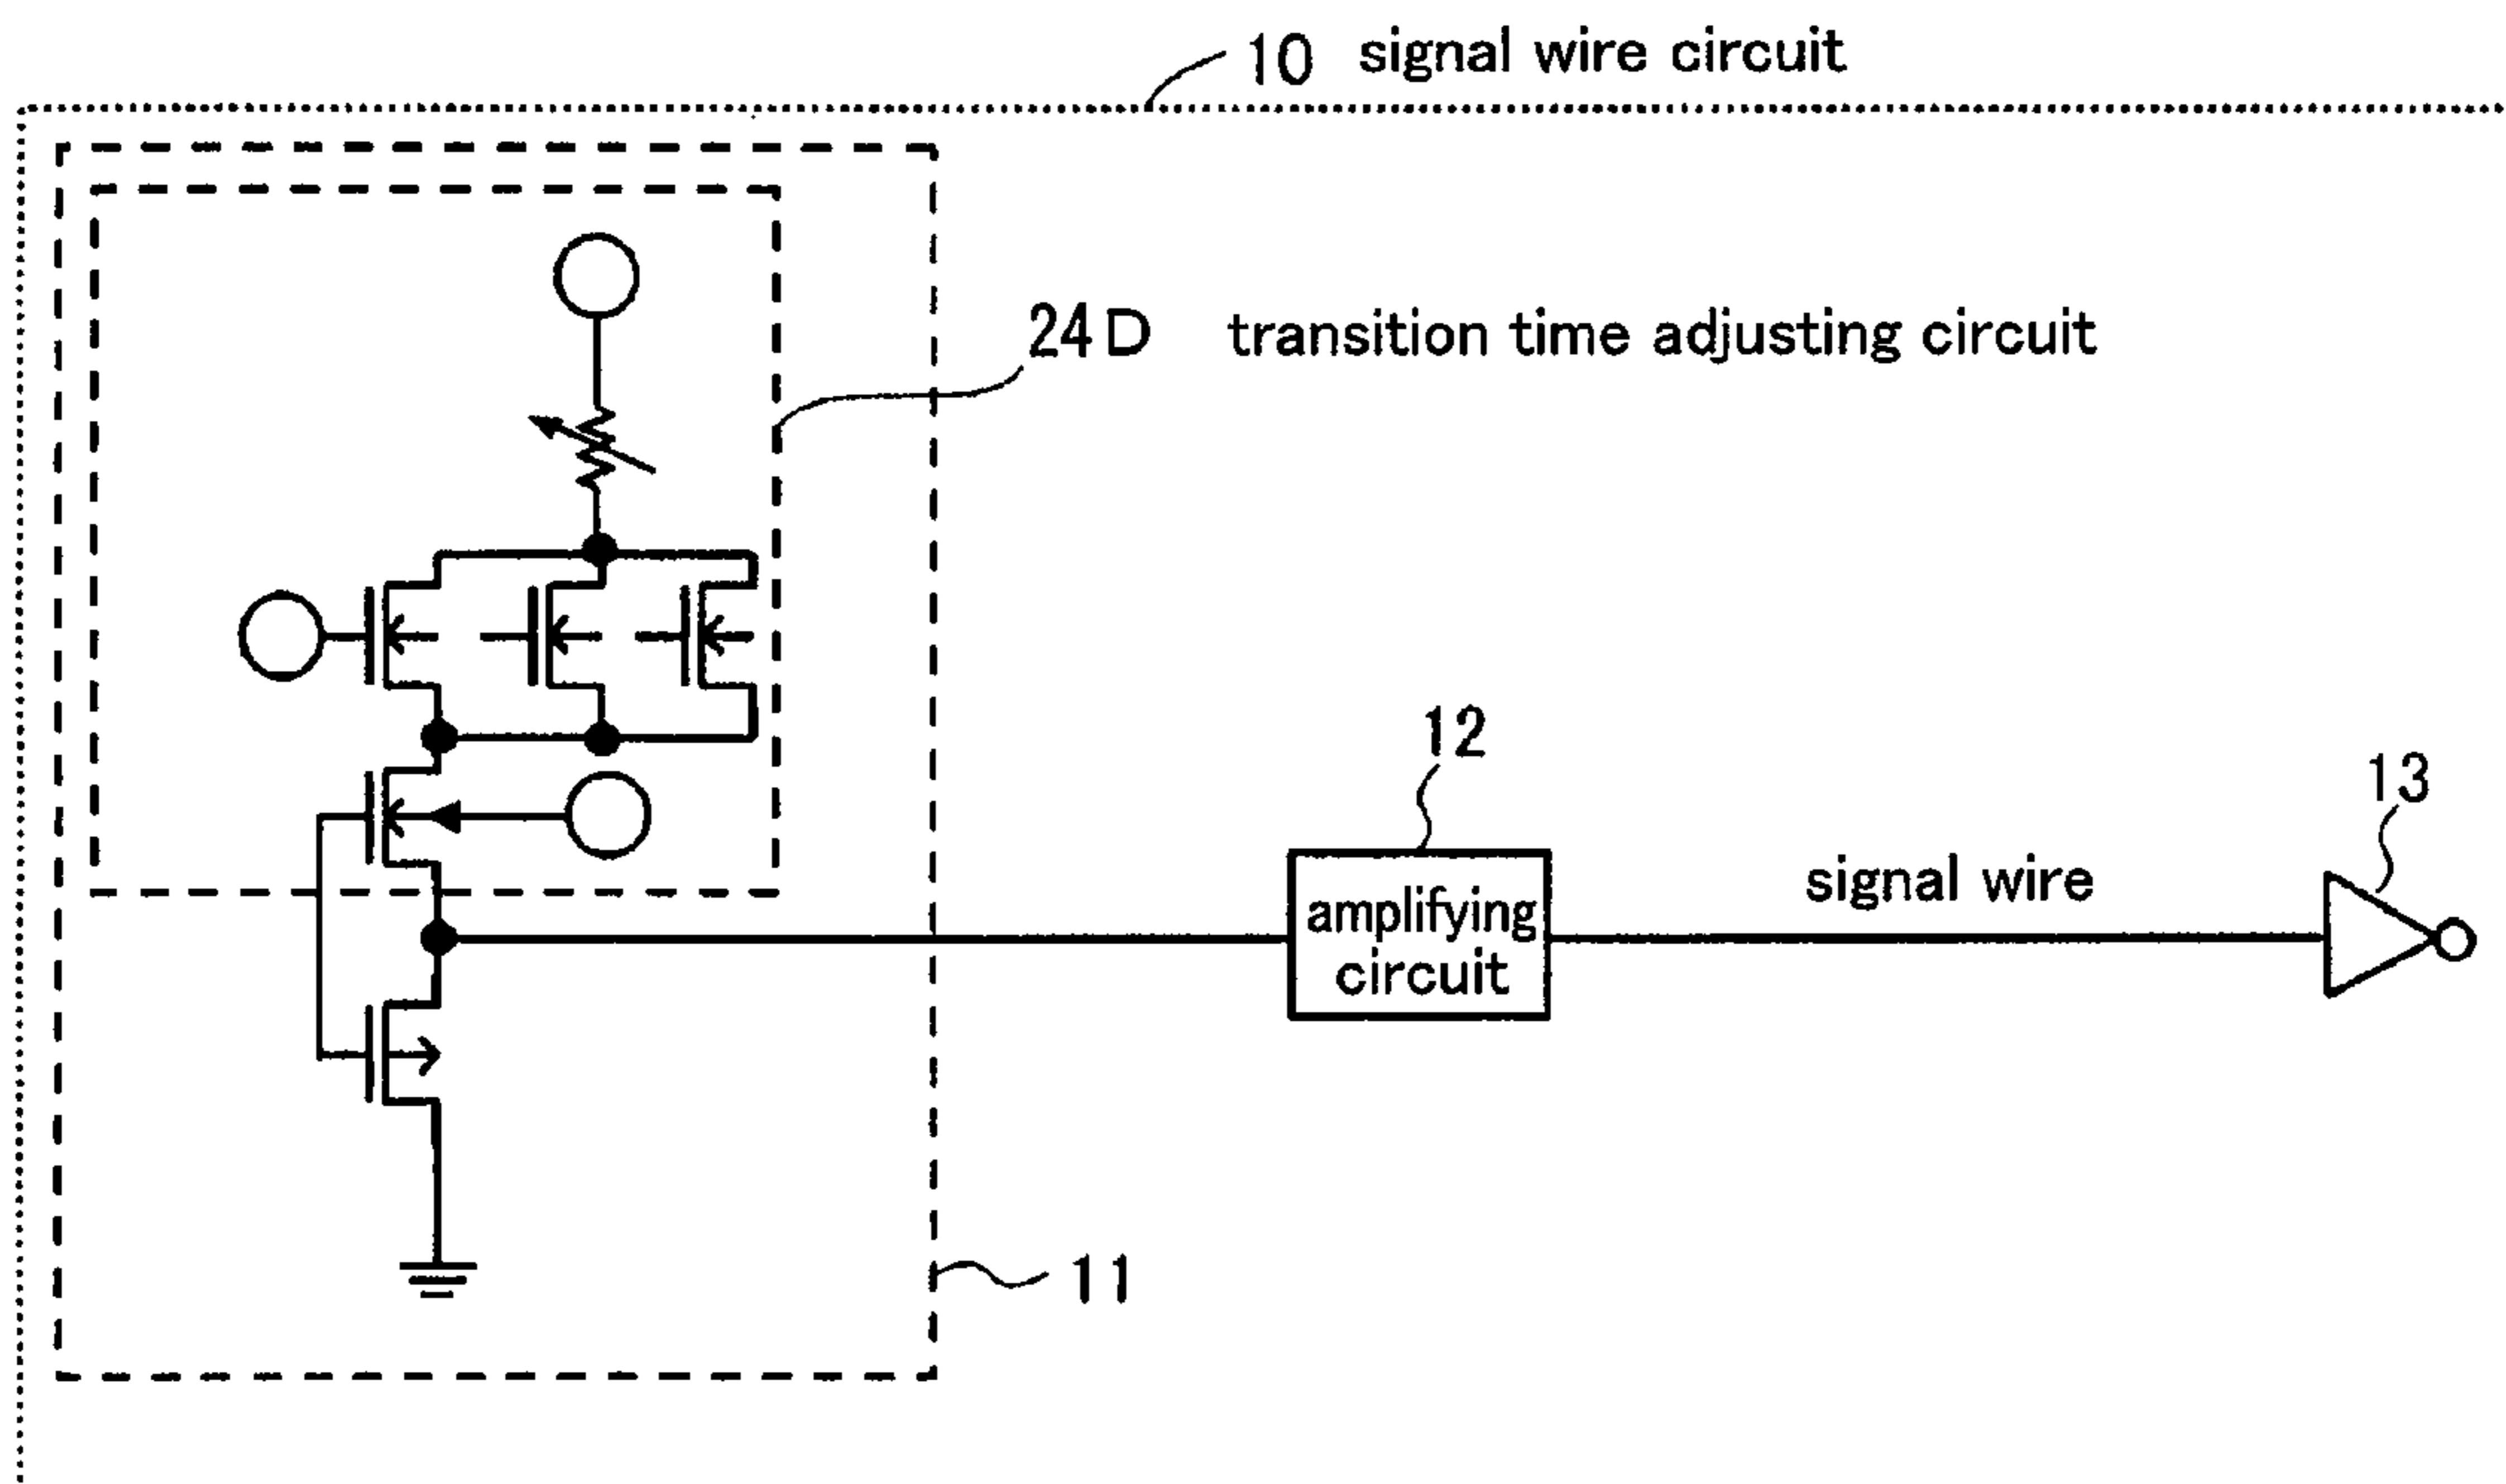 10 signal wire circuit
24D transition time adjusting circuit
12
13
amplifying
circuit
signal wire
11